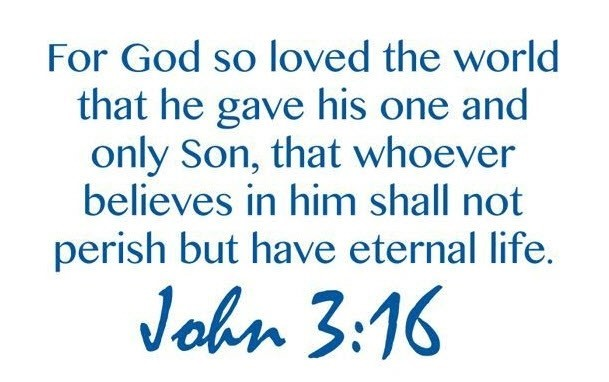 For God so loved the world
that he gave his one and
only Son, that whoever
believes in him shall not
perish but have eternal life.
John 3:16